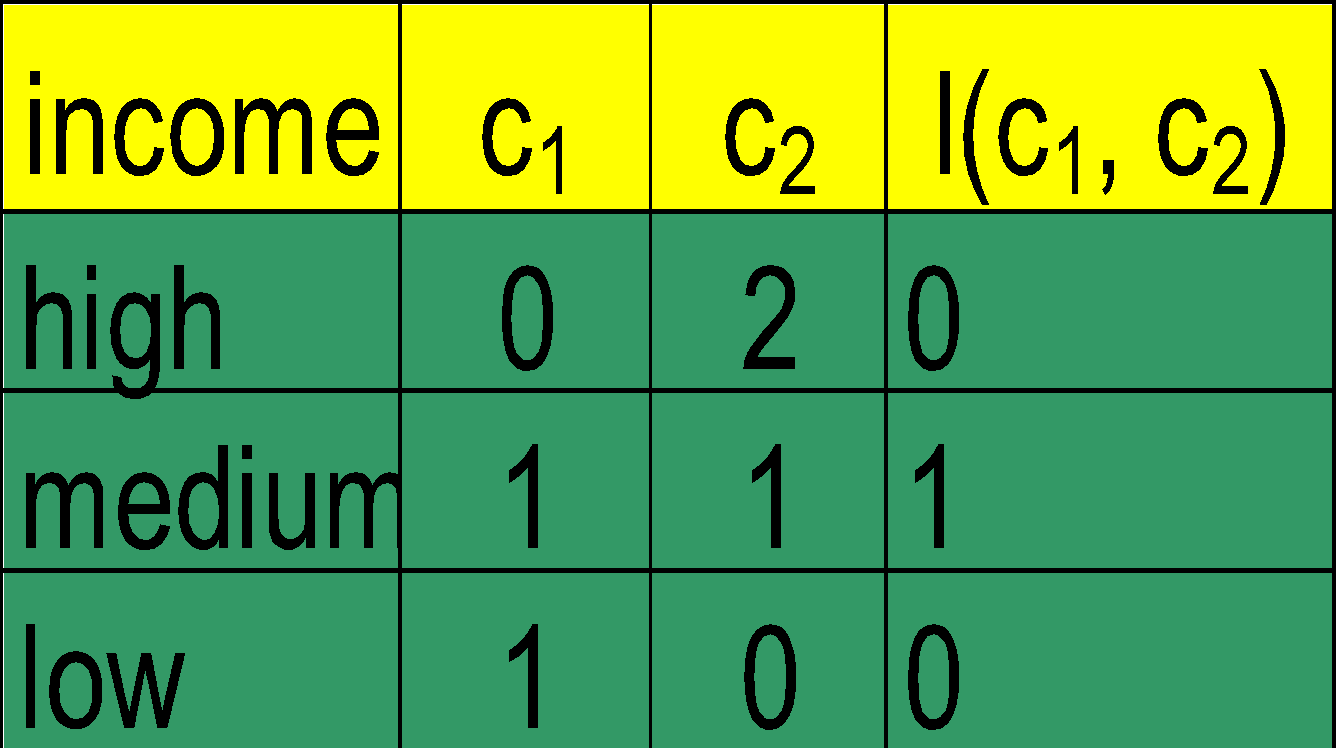 income c₁ c₂ I(c₁, c₂)
high 0 2 0
medium 1 1 1
low 1 0 0